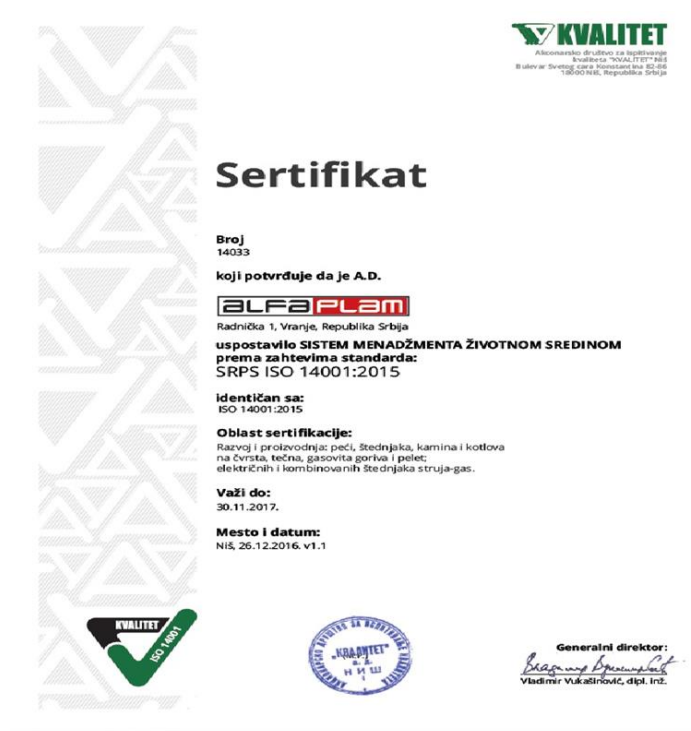 KVALITET
Akcionarsko društvo za ispitivanje
kvaliteta "KVALITET" Niš
Bulevar Svetog cara Konstantina 82-86
18000 Niš, Republika Srbija
Sertifikat
Broj
14033
koji potvrđuje da je A.D.
ALFA PLAM
Radnička 1, Vranje, Republika Srbija
uspostavilo SISTEM MENADŽMENTA ŽIVOTNOM SREDINOM
prema zahtevima standarda:
SRPS ISO 14001:2015
identičan sa:
ISO 14001:2015
Oblast sertifikacije:
Razvoj i proizvodnja: peći, štednjaka, kamina i kotlova
na čvrsta, tečna, gasovita goriva i pelet;
električnih i kombinovanih štednjaka struja-gas.
Važi do:
30.11.2017.
Mesto i datum:
Niš, 26.12.2016. v1.1
KVALITET
ISO 14001
"КВАЛИТЕТ"
а. д.
НИШ
Generalni direktor:
Vladimir Vukašinović, dipl. inž.